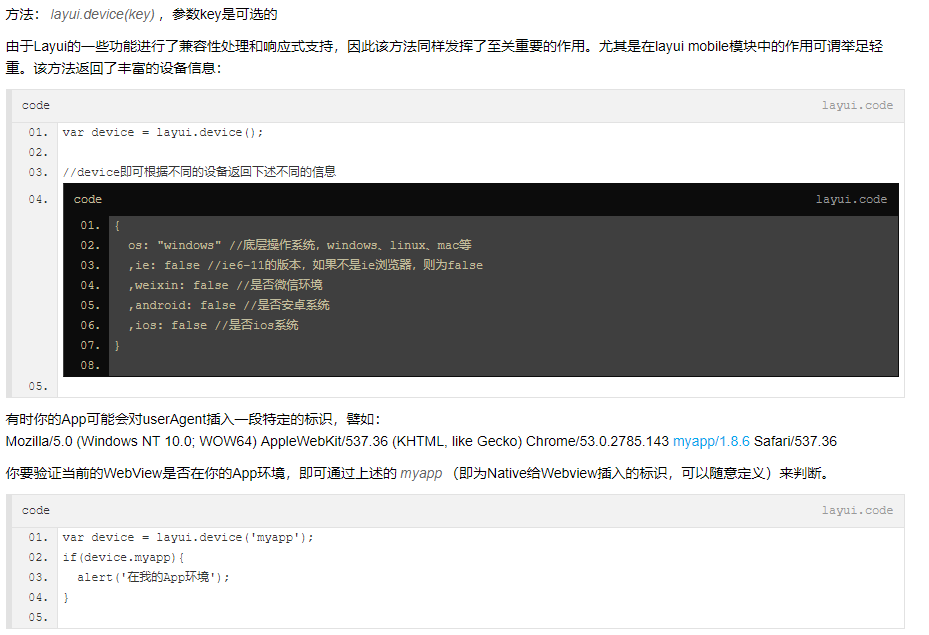 方法： layui.device(key) ，参数key是可选的
由于Layui的一些功能进行了兼容性处理和响应式支持，因此该方法同样发挥了至关重要的作用。尤其是在layui mobile模块中的作用可谓举足轻
重。该方法返回了丰富的设备信息：
code layui.code
01. var device = layui.device();
02.
03. //device即可根据不同的设备返回下述不同的信息
04. code layui.code
01. {
02. os: "windows" //底层操作系统，windows、linux、mac等
03. ,ie: false //ie6-11的版本，如果不是ie浏览器，则为false
04. ,weixin: false //是否微信环境
05. ,android: false //是否安卓系统
06. ,ios: false //是否ios系统
07. }
08.
05.
有时你的App可能会对userAgent插入一段特定的标识，譬如：
Mozilla/5.0 (Windows NT 10.0; WOW64) AppleWebKit/537.36 (KHTML, like Gecko) Chrome/53.0.2785.143 myapp/1.8.6 Safari/537.36
你要验证当前的WebView是否在你的App环境，即可通过上述的 myapp （即为Native给Webview插入的标识，可以随意定义）来判断。
code layui.code
01. var device = layui.device('myapp');
02. if(device.myapp){
03. alert('在我的App环境');
04. }
05.